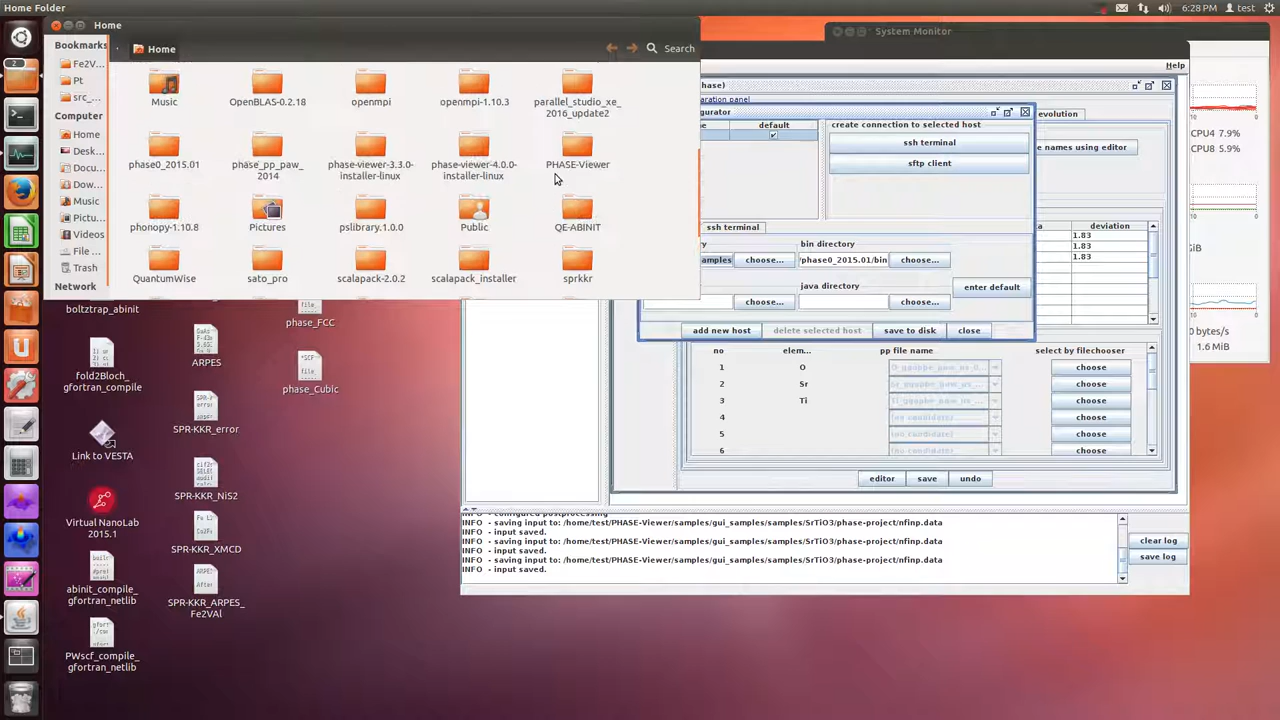 Home Folder
6:28 PM
test
Home
System Monitor
Bookmarks
Home
Search
Fe2V...
Pt
src_...
Computer
Home
Desk...
Docu...
Dow...
Music
Pictu...
Videos
File ...
Trash
Network
Music
OpenBLAS-0.2.18
openmpi
openmpi-1.10.3
parallel_studio_xe_
2016_update2
phase0_2015.01
phase_pp_paw_
2014
phase-viewer-3.3.0-
installer-linux
phase-viewer-4.0.0-
installer-linux
PHASE-Viewer
phonopy-1.10.8
Pictures
pslibrary.1.0.0
Public
QE-ABINIT
QuantumWise
sato_pro
scalapack-2.0.2
scalapack_installer
sprkkr
Help
default
create connection to selected host
ssh terminal
sftp client
evolution
e names using editor
CPU4 7.9%
CPU8 5.9%
deviation
1.83
1.83
1.83
ssh terminal
bin directory
amples
choose...
/phase0_2015.01/bin
choose...
java directory
enter default
choose...
choose...
add new host
delete selected host
save to disk
close
0 bytes/s
1.6 MiB
no
elem...
pp file name
select by filechooser
1
O
choose
2
Sr
choose
3
Ti
choose
4
(no candidate)
choose
5
(no candidate)
choose
6
(no candidate)
choose
editor
save
undo
INFO - saving input to: /home/test/PHASE-Viewer/samples/gui_samples/samples/SrTiO3/phase-project/nfinp.data
INFO - input saved.
INFO - saving input to: /home/test/PHASE-Viewer/samples/gui_samples/samples/SrTiO3/phase-project/nfinp.data
INFO - input saved.
INFO - saving input to: /home/test/PHASE-Viewer/samples/gui_samples/samples/SrTiO3/phase-project/nfinp.data
INFO - input saved.
clear log
save log
boltztrap_abinit
phase_FCC
ARPES
fold2Bloch_
gfortran_compile
phase_Cubic
SPR-KKR_error
Link to VESTA
SPR-KKR_NiS2
Virtual NanoLab
2015.1
SPR-KKR_XMCD
abinit_compile_
gfortran_netlib
SPR-KKR_ARPES_
Fe2VAl
PWscf_compile_
gfortran_netlib